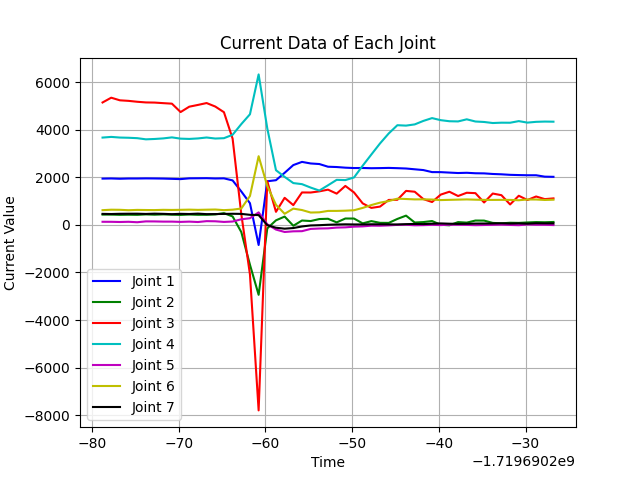 Current Data of Each Joint
Current Value
6000
4000
2000
0
−2000
−4000
−6000
−8000
Joint 1
Joint 2
Joint 3
Joint 4
Joint 5
Joint 6
Joint 7
−80 −70 −60 −50 −40 −30
Time
−1.7196902e9